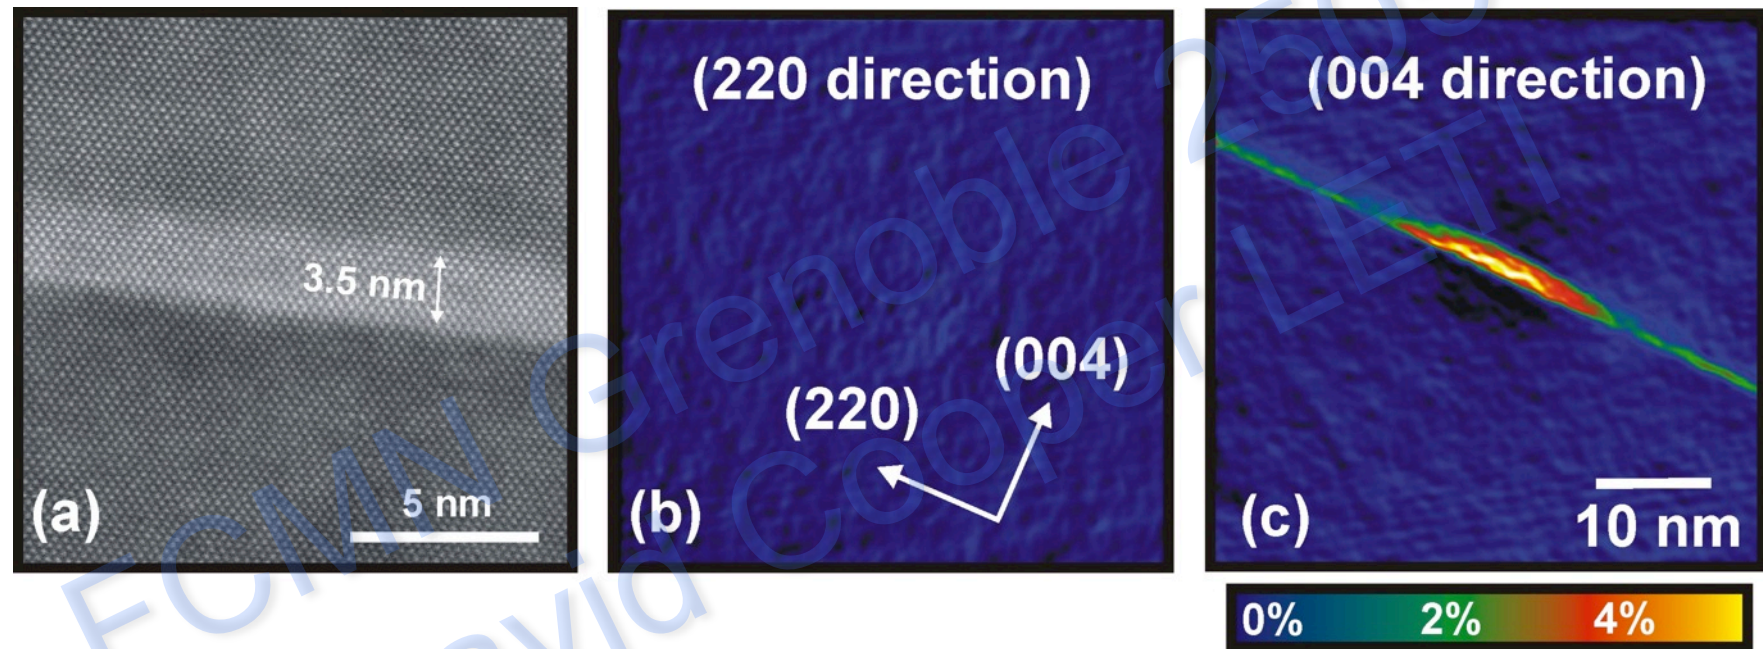 3.5 nm
5 nm
(a)
(220 direction)
(004)
(220)
(b)
(004 direction)
10 nm
(c)
0% 2% 4%
FCMN Grenoble
David Cooper LETI